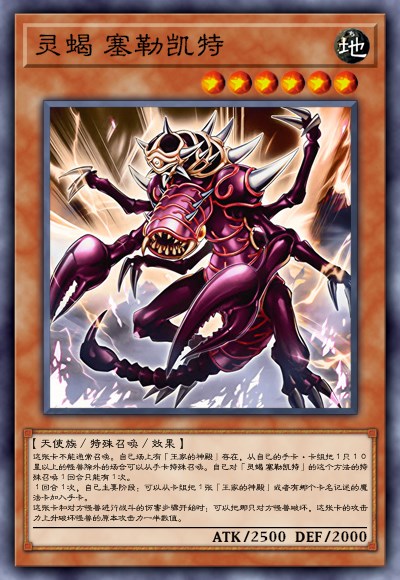 灵蝎 塞勒凯特
地
【天使族／特殊召唤／效果】
这张卡不能通常召唤。自己场上有「王家的神殿」存在，从自己的手卡・卡组把1只10
星以上的怪兽除外的场合可以从手卡特殊召唤。自己对「灵蝎 塞勒凯特」的这个方法的特
殊召唤1回合只能有1次。
1回合1次，自己主要阶段，可以从卡组把1张「王家的神殿」或者有那个卡名记述的魔
法卡加入手卡。
这张卡和对方怪兽进行战斗的伤害步骤开始时，可以把那只对方怪兽破坏，这张卡的攻击
力上升破坏怪兽的原本攻击力一半数值。
ATK/2500 DEF/2000